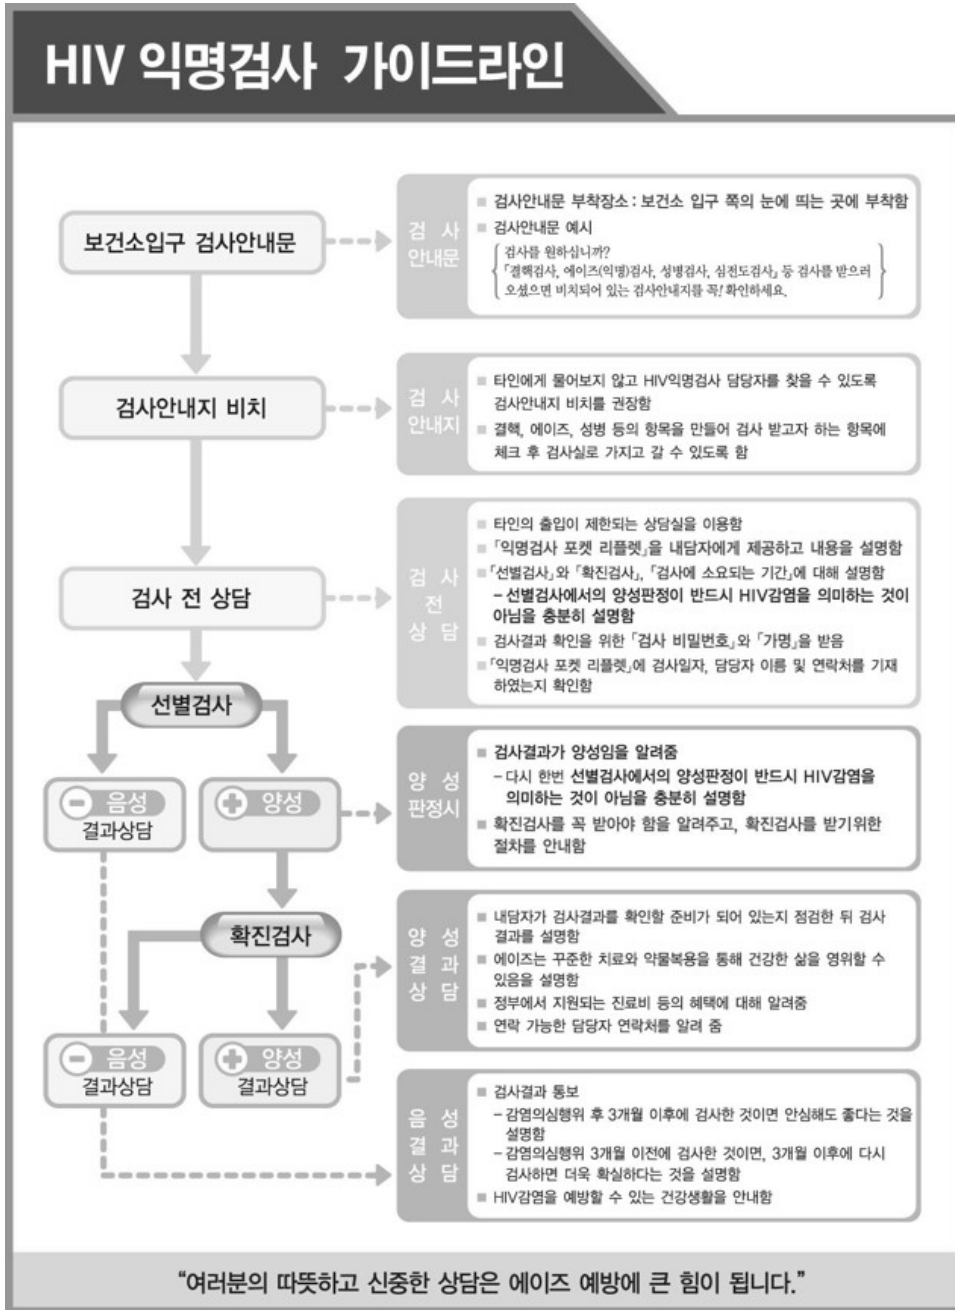 HIV 익명검사 가이드라인
보건소입구 검사안내문
검 사
안내문
■ 검사안내문 부착장소 : 보건소 입구 쪽의 눈에 띄는 곳에 부착함
■ 검사안내문 예시
검사를 원하십니까?
「결핵검사, 에이즈(익명)검사, 성병검사, 심전도검사」 등 검사를 받으러
오셨으면 비치되어 있는 검사안내지를 꼭! 확인하세요.
검사안내지 비치
검 사
안내지
■ 타인에게 물어보지 않고 HIV익명검사 담당자를 찾을 수 있도록
검사안내지 비치를 권장함
■ 결핵, 에이즈, 성병 등의 항목을 만들어 검사 받고자 하는 항목에
체크 후 검사실로 가지고 갈 수 있도록 함
검사 전 상담
검 사
전
상 담
■ 타인의 출입이 제한되는 상담실을 이용함
■ 「익명검사 포켓 리플렛」을 내담자에게 제공하고 내용을 설명함
■ 「선별검사」와 「확진검사」, 「검사에 소요되는 기간」에 대해 설명함
– 선별검사에서의 양성판정이 반드시 HIV감염을 의미하는 것이
아님을 충분히 설명함
■ 검사결과 확인을 위한 「검사 비밀번호」와 「가명」을 받음
■ 「익명검사 포켓 리플렛」에 검사일자, 담당자 이름 및 연락처를 기재
하였는지 확인함
선별검사
음성
결과상담
양성
양 성
판정시
■ 검사결과가 양성임을 알려줌
– 다시 한번 선별검사에서의 양성판정이 반드시 HIV감염을
의미하는 것이 아님을 충분히 설명함
■ 확진검사를 꼭 받아야 함을 알려주고, 확진검사를 받기위한
절차를 안내함
확진검사
음성
결과상담
양성
결과상담
양 성
결 과
상 담
■ 내담자가 검사결과를 확인할 준비가 되어 있는지 점검한 뒤 검사
결과를 설명함
■ 에이즈는 꾸준한 치료와 약물복용을 통해 건강한 삶을 영위할 수
있음을 설명함
■ 정부에서 지원되는 진료비 등의 혜택에 대해 알려줌
■ 연락 가능한 담당자 연락처를 알려 줌
음 성
결 과
상 담
■ 검사결과 통보
– 감염의심행위 후 3개월 이후에 검사한 것이면 안심해도 좋다는 것을
설명함
– 감염의심행위 3개월 이전에 검사한 것이면, 3개월 이후에 다시
검사하면 더욱 확실하다는 것을 설명함
■ HIV감염을 예방할 수 있는 건강생활을 안내함
“여러분의 따뜻하고 신중한 상담은 에이즈 예방에 큰 힘이 됩니다.”